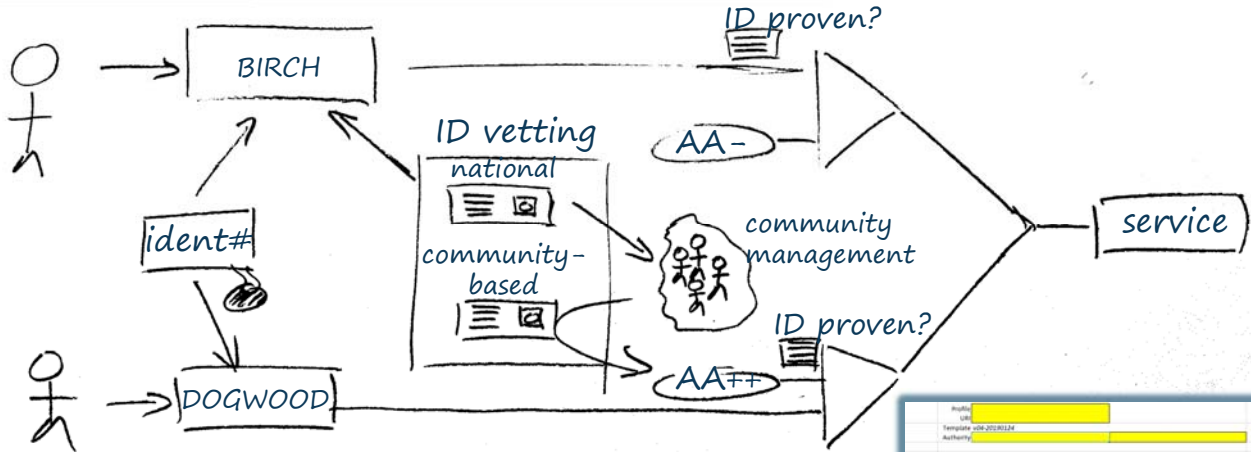 ID proven?
BIRCH
ID vetting
national
AA-
ident#
community-
based
community
management
service
ID proven?
AA++
DOGWOOD
Profile
URI
Template v04-20190124
Authority